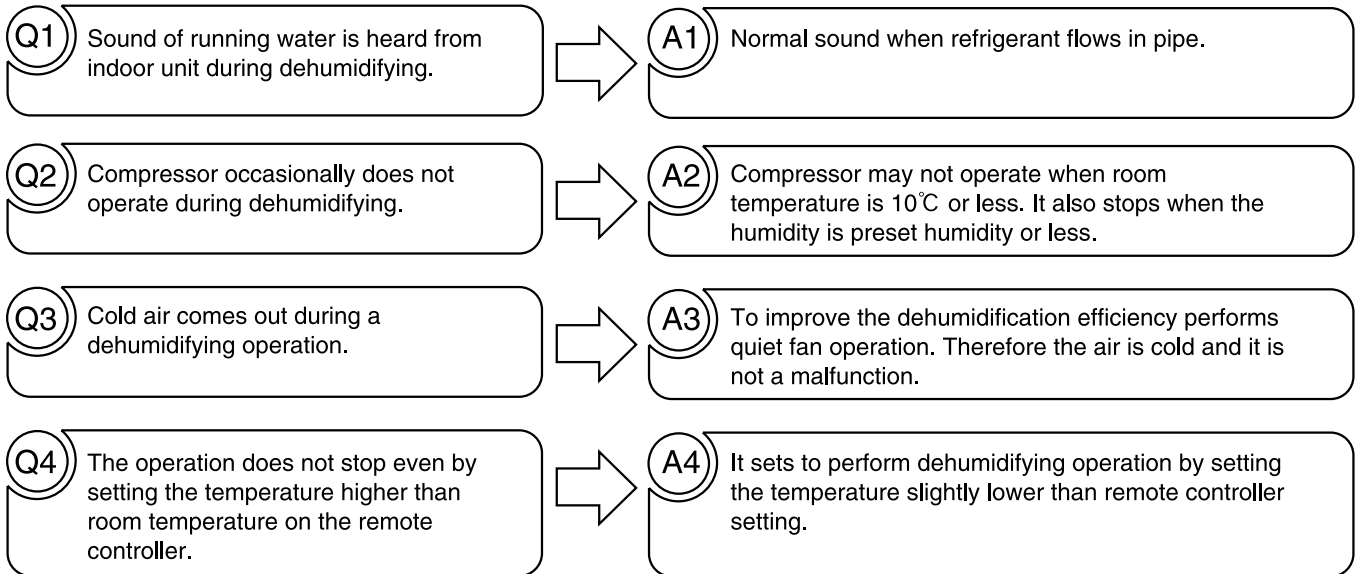 Q1
Sound of running water is heard from
indoor unit during dehumidifying.
A1
Normal sound when refrigerant flows in pipe.
Q2
Compressor occasionally does not
operate during dehumidifying.
A2
Compressor may not operate when room
temperature is 10℃ or less. It also stops when the
humidity is preset humidity or less.
Q3
Cold air comes out during a
dehumidifying operation.
A3
To improve the dehumidification efficiency performs
quiet fan operation. Therefore the air is cold and it is
not a malfunction.
Q4
The operation does not stop even by
setting the temperature higher than
room temperature on the remote
controller.
A4
It sets to perform dehumidifying operation by setting
the temperature slightly lower than remote controller
setting.